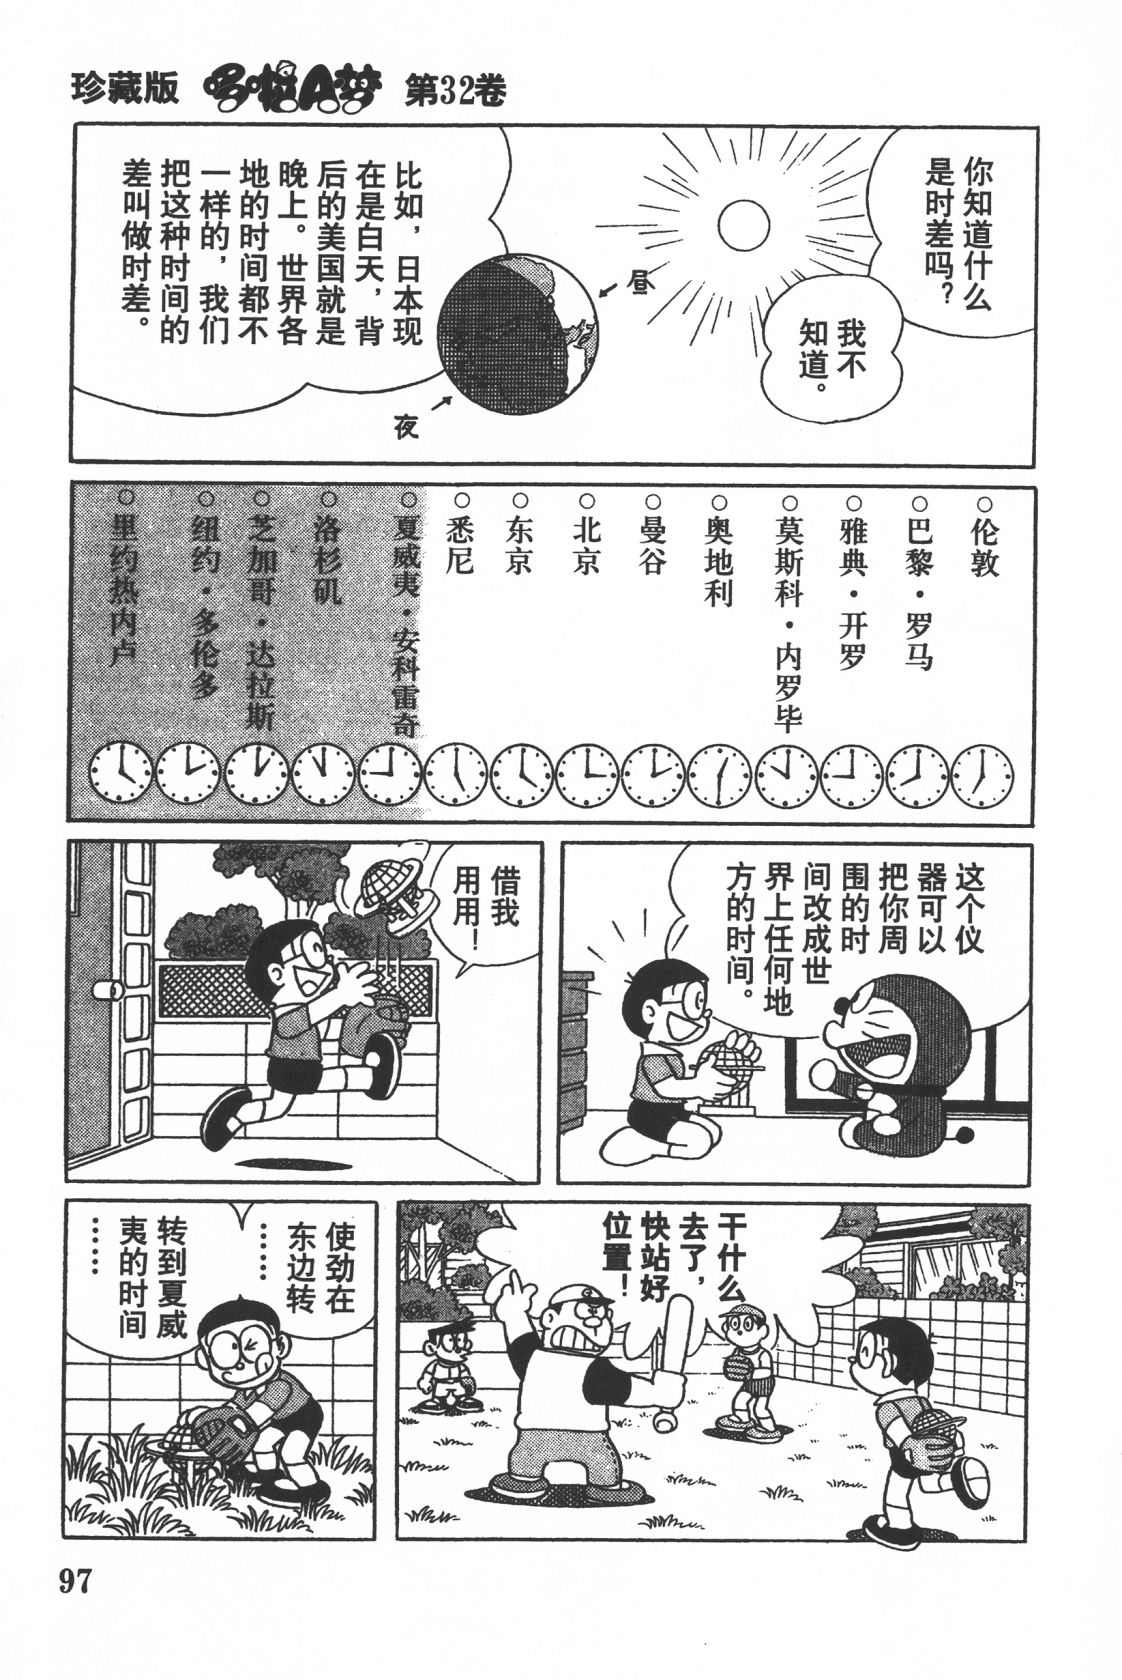 珍藏版 哆啦A梦 第32卷
你知道什么
是时差吗？
我不
知道。
昼
夜
比如，日本现
在是白天，背
后的美国就是
晚上。世界各
地的时间都不
一样的，我们
把这种时间的
差叫做时差。
○伦敦
○巴黎·罗马
○雅典·开罗
○莫斯科·内罗毕
○奥地利
○曼谷
○北京
○东京
○悉尼
○夏威夷·安科雷奇
○洛杉矶
○芝加哥·达拉斯
○纽约·多伦多
○里约热内卢
这个仪
器可以
把你周
围的时
间改成世
界上任何地
方的时间。
借我
用用！
干什么
去了，
快站好
位置！
使劲在
东边转
……
转到夏威
夷的时间
……
97